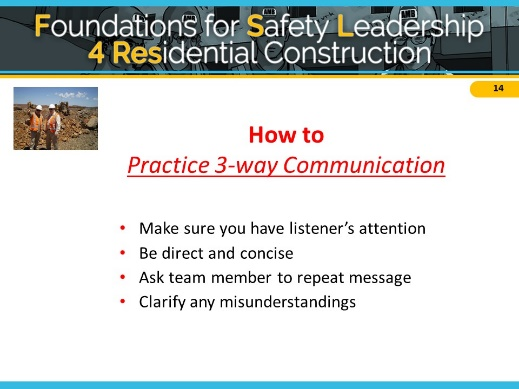 Foundations for Safety Leadership
4 Residential Construction
14
How to
Practice 3-way Communication
• Make sure you have listener's attention
• Be direct and concise
• Ask team member to repeat message
• Clarify any misunderstandings